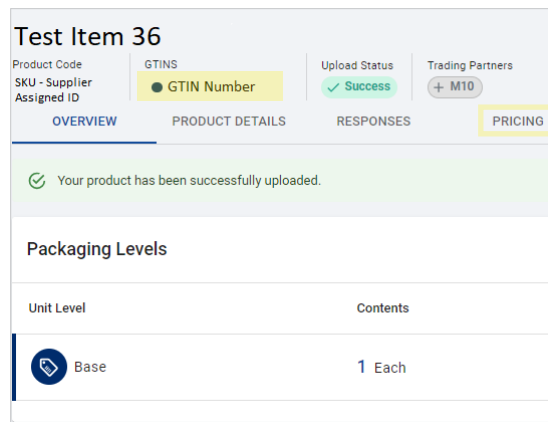 Test Item 36
Product Code
GTINS
Upload Status
Trading Partners
SKU - Supplier
Assigned ID
GTIN Number
Success
+ M10
OVERVIEW
PRODUCT DETAILS
RESPONSES
PRICING
Your product has been successfully uploaded.
Packaging Levels
Unit Level
Contents
Base
1 Each